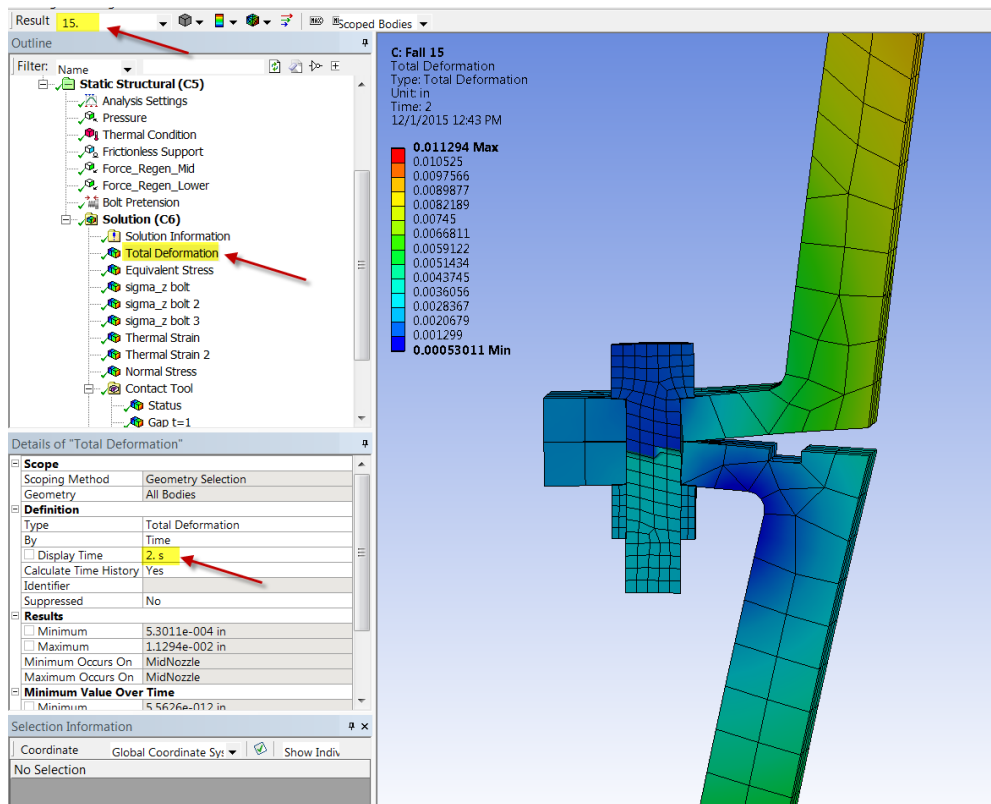 Result 15. Scoped Bodies
Outline
Filter: Name
Static Structural (C5)
Analysis Settings
Pressure
Thermal Condition
Frictionless Support
Force_Regen_Mid
Force_Regen_Lower
Bolt Pretension
Solution (C6)
Solution Information
Total Deformation
Equivalent Stress
sigma_z bolt
sigma_z bolt 2
sigma_z bolt 3
Thermal Strain
Thermal Strain 2
Normal Stress
Contact Tool
Status
Gap t=1
Details of "Total Deformation"
Scope
Scoping Method Geometry Selection
Geometry All Bodies
Definition
Type Total Deformation
By Time
Display Time 2. s
Calculate Time History Yes
Identifier
Suppressed No
Results
Minimum 5.3011e-004 in
Maximum 1.1294e-002 in
Minimum Occurs On MidNozzle
Maximum Occurs On MidNozzle
Minimum Value Over Time
Minimum 5.5626e-012 in
Selection Information
Coordinate Global Coordinate Sys Show Indiv
No Selection
C: Fall 15
Total Deformation
Type: Total Deformation
Unit: in
Time: 2
12/1/2015 12:43 PM
0.011294 Max
0.010525
0.0097566
0.0089877
0.0082189
0.00745
0.0066811
0.0059122
0.0051434
0.0043745
0.0036056
0.0028367
0.0020679
0.001299
0.00053011 Min